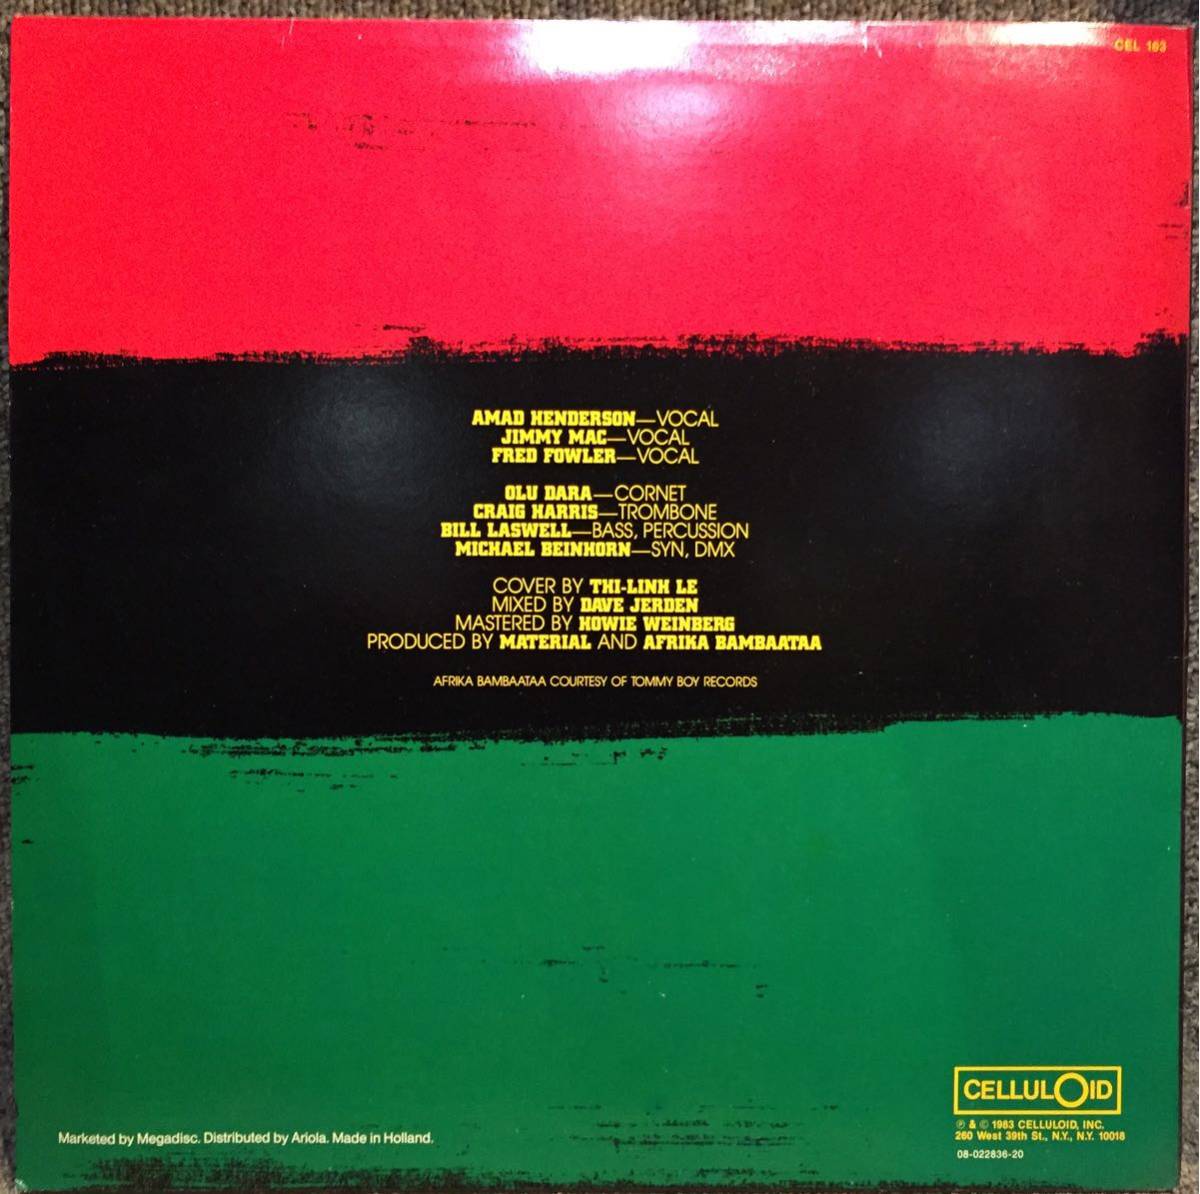 CEL 163
AMAD HENDERSON—VOCAL
JIMMY MAC—VOCAL
FRED FOWLER—VOCAL
OLU DARA—CORNET
CRAIG HARRIS—TROMBONE
BILL LASWELL—BASS, PERCUSSION
MICHAEL BEINHORN—SYN, DMX
COVER BY THI-LINH LE
MIXED BY DAVE JERDEN
MASTERED BY HOWIE WEINBERG
PRODUCED BY MATERIAL AND AFRIKA BAMBAATAA
AFRIKA BAMBAATAA COURTESY OF TOMMY BOY RECORDS
CELLULOID
℗ & © 1983 CELLULOID, INC.
260 West 39th St., N.Y., N.Y. 10018
08-022836-20
Marketed by Megadisc. Distributed by Ariola. Made in Holland.